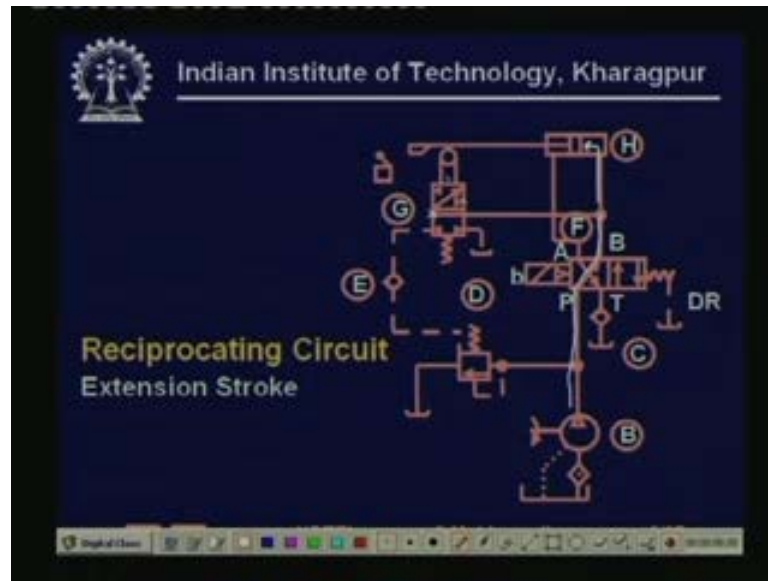 Indian Institute of Technology, Kharagpur
H
G
F
A
B
b
E
D
P
T
DR
C
Reciprocating Circuit
Extension Stroke
B